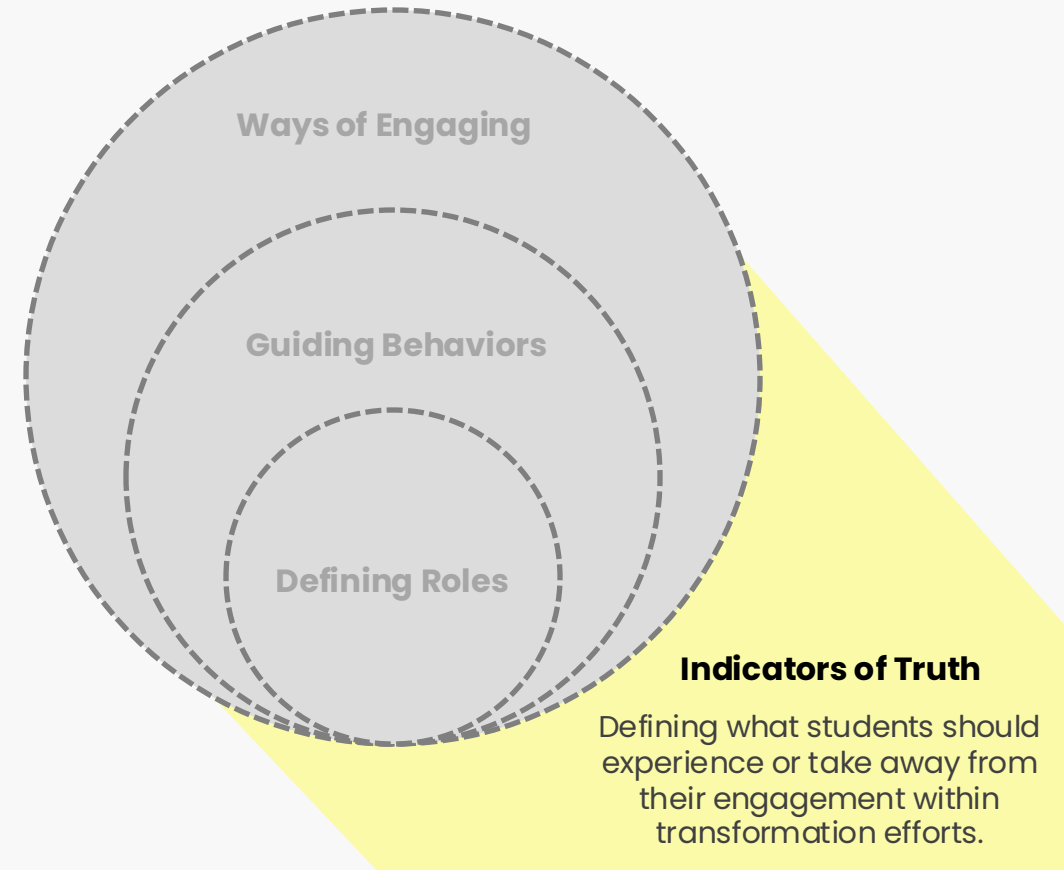 Ways of Engaging
Guiding Behaviors
Defining Roles
Indicators of Truth
Defining what students should
experience or take away from
their engagement within
transformation efforts.